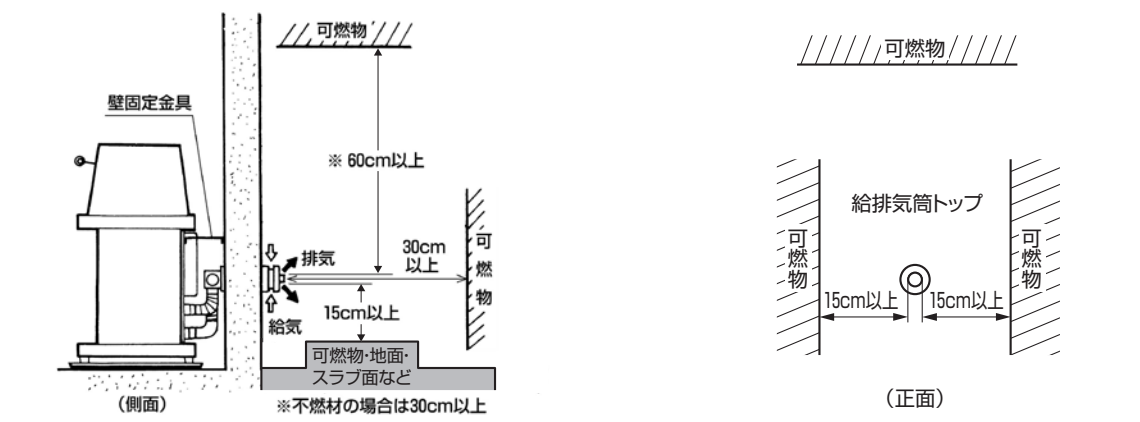 可燃物
壁固定金具
※ 60cm以上
排気
30cm
以上
可燃物
給気
15cm以上
可燃物・地面・
スラブ面など
(側面)
※不燃材の場合は30cm以上
可燃物
給排気筒トップ
可燃物
可燃物
15cm以上
15cm以上
(正面)